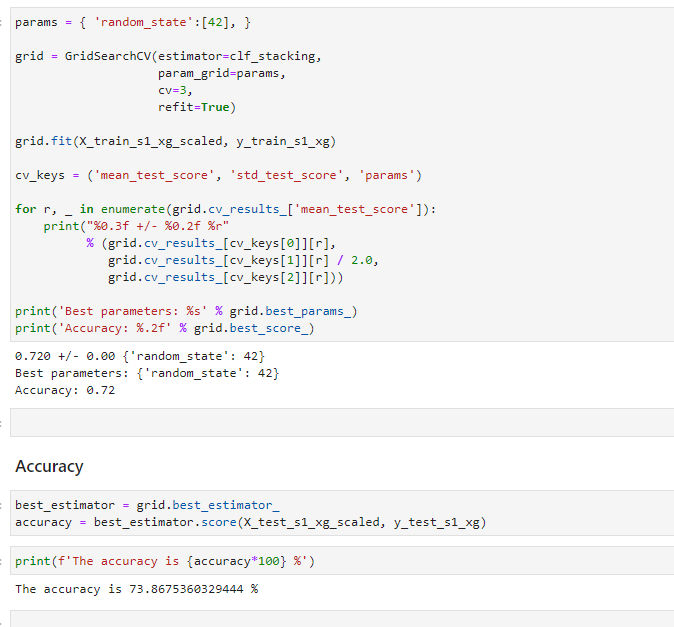 params = { 'random_state':[42], }
grid = GridSearchCV(estimator=clf_stacking,
                    param_grid=params,
                    cv=3,
                    refit=True)
grid.fit(X_train_s1_xg_scaled, y_train_s1_xg)
cv_keys = ('mean_test_score', 'std_test_score', 'params')
for r, _ in enumerate(grid.cv_results_['mean_test_score']):
    print("%0.3f +/- %0.2f %r"
          % (grid.cv_results_[cv_keys[0]][r],
             grid.cv_results_[cv_keys[1]][r] / 2.0,
             grid.cv_results_[cv_keys[2]][r]))
print('Best parameters: %s' % grid.best_params_)
print('Accuracy: %.2f' % grid.best_score_)
0.720 +/- 0.00 {'random_state': 42}
Best parameters: {'random_state': 42}
Accuracy: 0.72
Accuracy
best_estimator = grid.best_estimator_
accuracy = best_estimator.score(X_test_s1_xg_scaled, y_test_s1_xg)
print(f'The accuracy is {accuracy*100} %')
The accuracy is 73.8675360329444 %